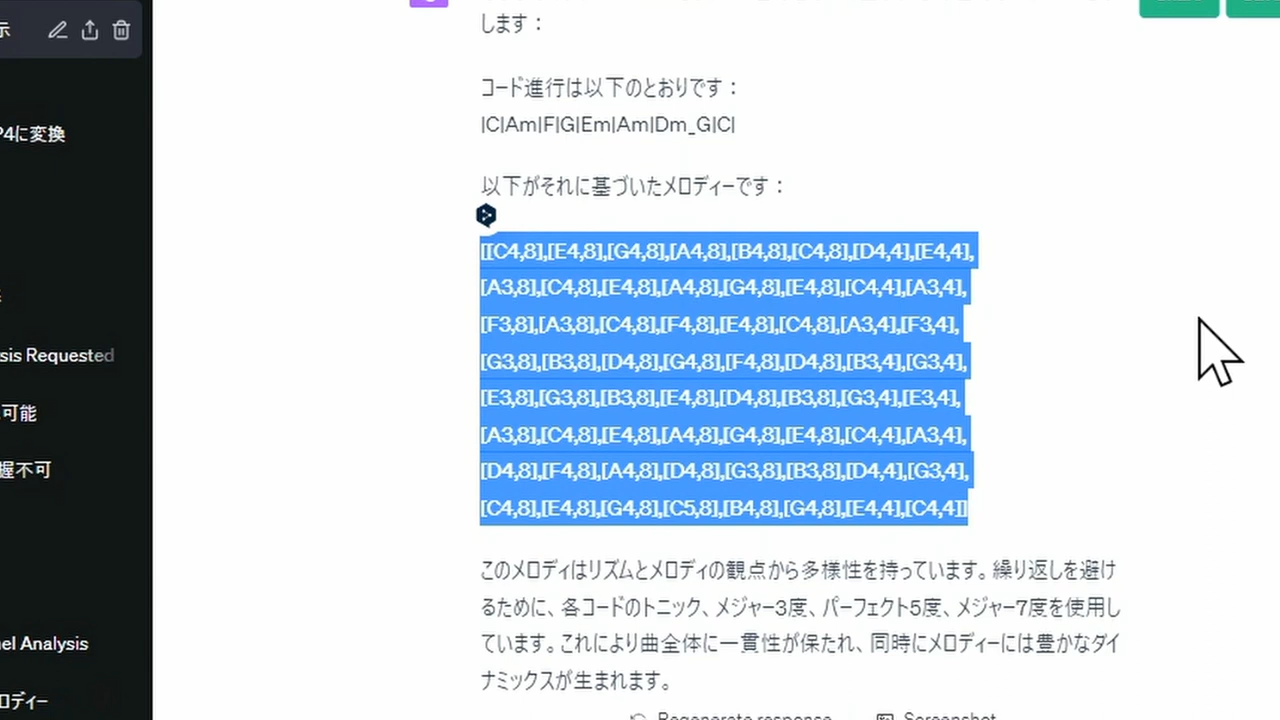 示
します：
コード進行は以下のとおりです：
|C|Am|F|G|Em|Am|Dm_G|C|
P4に変換
以下がそれに基づいたメロディーです：
[[C4,8],[E4,8],[G4,8],[A4,8],[B4,8],[C4,8],[D4,4],[E4,4],
[A3,8],[C4,8],[E4,8],[A4,8],[G4,8],[E4,8],[C4,4],[A3,4],
[F3,8],[A3,8],[C4,8],[F4,8],[E4,8],[C4,8],[A3,4],[F3,4],
[G3,8],[B3,8],[D4,8],[G4,8],[F4,8],[D4,8],[B3,4],[G3,4],
sis Requested
[E3,8],[G3,8],[B3,8],[E4,8],[D4,8],[B3,8],[G3,4],[E3,4],
可能
[A3,8],[C4,8],[E4,8],[A4,8],[G4,8],[E4,8],[C4,4],[A3,4],
握不可
[D4,8],[F4,8],[A4,8],[D4,8],[G3,8],[B3,8],[D4,4],[G3,4],
[C4,8],[E4,8],[G4,8],[C5,8],[B4,8],[G4,8],[E4,4],[C4,4]]
このメロディはリズムとメロディの観点から多様性を持っています。繰り返しを避け
るために、各コードのトニック、メジャー3度、パーフェクト5度、メジャー7度を使用し
ています。これにより曲全体に一貫性が保たれ、同時にメロディーには豊かなダイ
ナミックスが生まれます。
nel Analysis
ロディー
Regenerate response
Screenshot